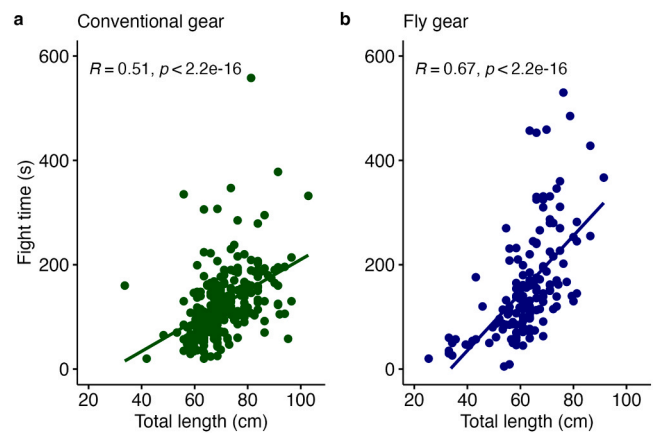 a Conventional gear
600
400
200
0
R = 0.51, p < 2.2e-16
Fight time (s)
20 40 60 80 100
Total length (cm)
b Fly gear
600
400
200
0
R = 0.67, p < 2.2e-16
20 40 60 80 100
Total length (cm)